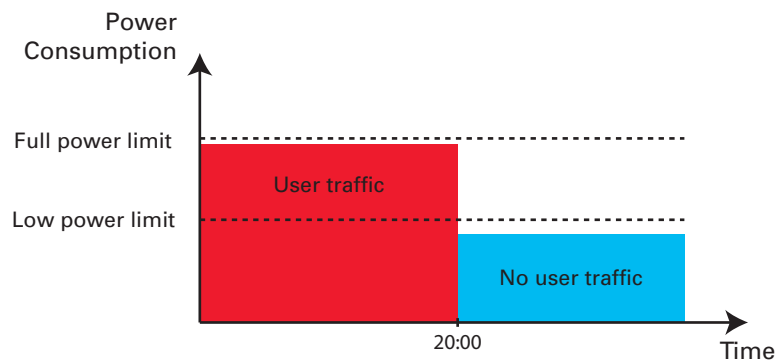 Power
Consumption
Full power limit
User traffic
Low power limit
No user traffic
20:00
Time